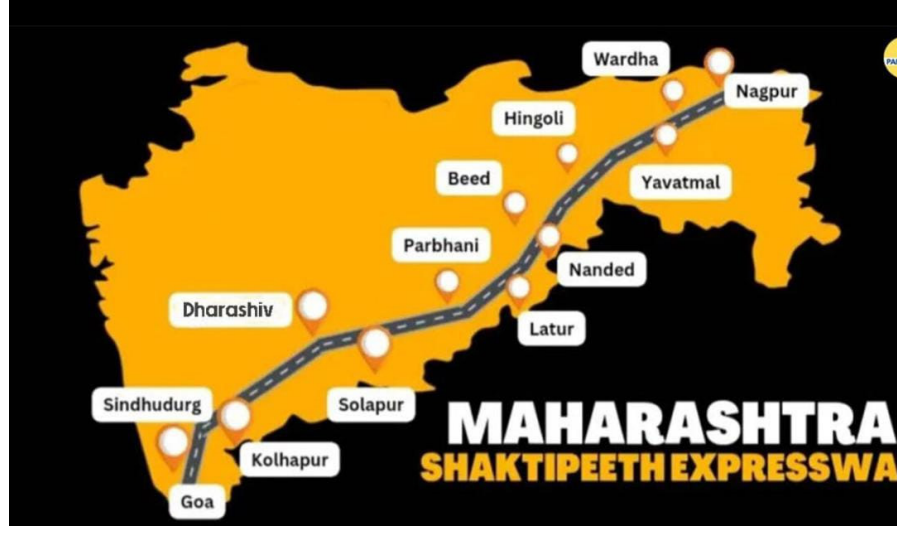 Wardha
Nagpur
Hingoli
Beed
Yavatmal
Parbhani
Nanded
Dharashiv
Latur
Sindhudurg
Solapur
Kolhapur
Goa
MAHARASHTRA
SHAKTIPEETH EXPRESSWA